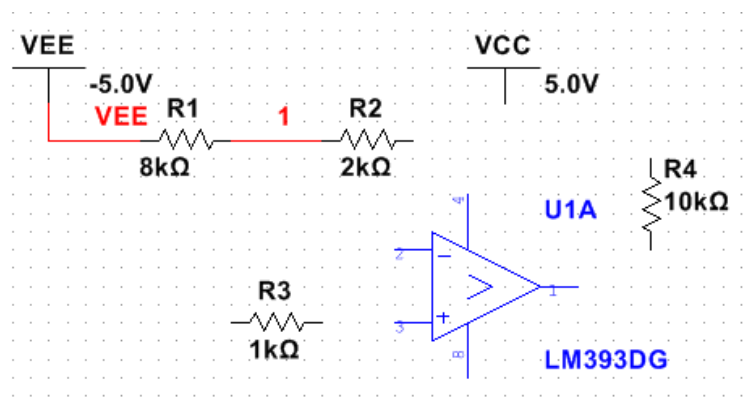 VEE
VCC
-5.0V
5.0V
VEE
R1
1
R2
8kΩ
2kΩ
R4
10kΩ
4
U1A
2
−
>
1
R3
3
+
1kΩ
8
LM393DG